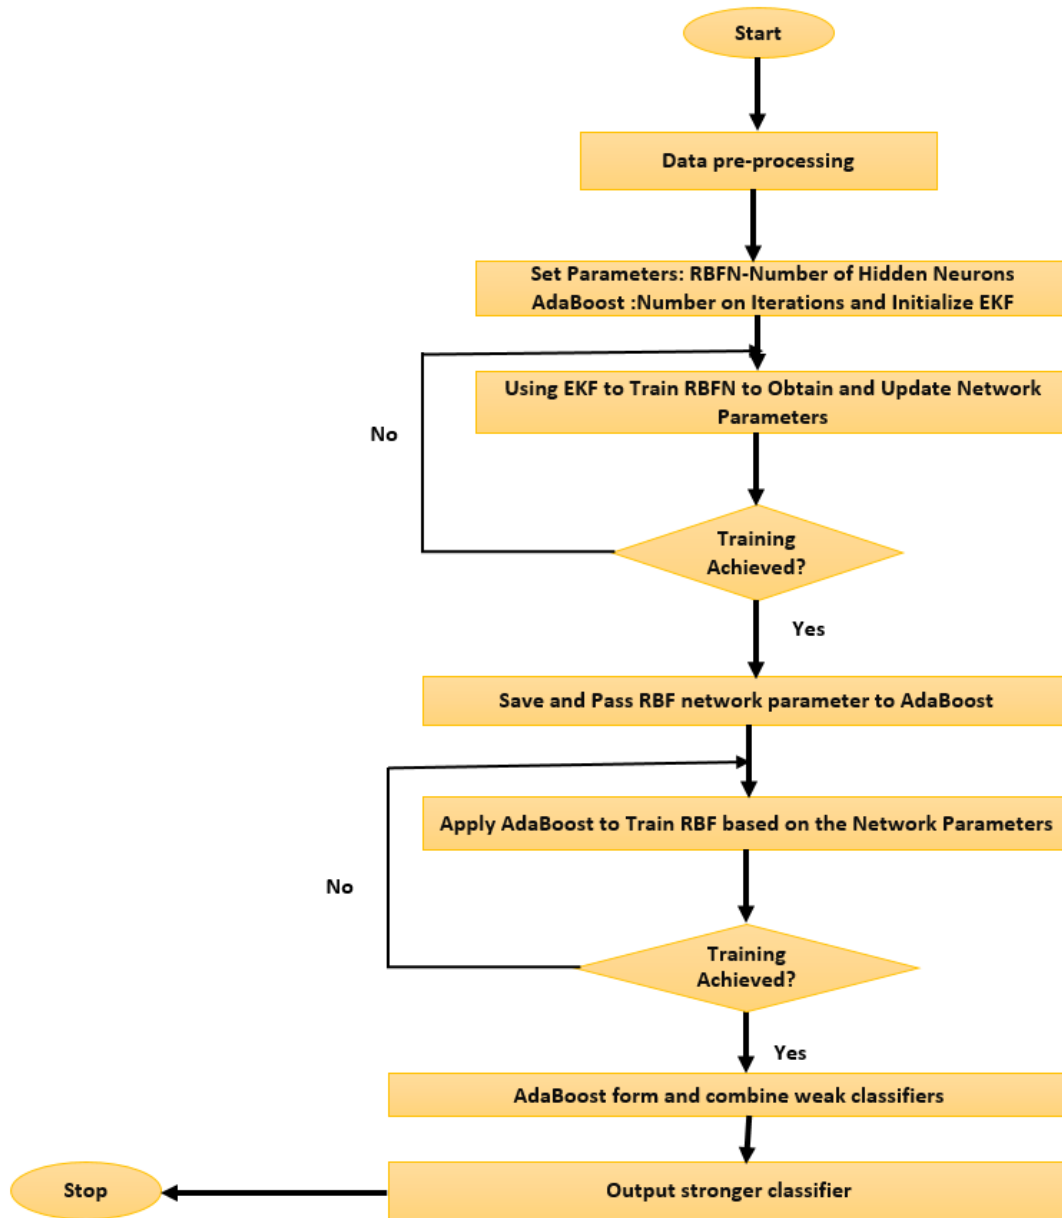 Start
Data pre-processing
Set Parameters: RBFN-Number of Hidden Neurons
AdaBoost :Number on Iterations and Initialize EKF
Using EKF to Train RBFN to Obtain and Update Network
Parameters
No
Training
Achieved?
Yes
Save and Pass RBF network parameter to AdaBoost
Apply AdaBoost to Train RBF based on the Network Parameters
No
Training
Achieved?
Yes
AdaBoost form and combine weak classifiers
Output stronger classifier
Stop